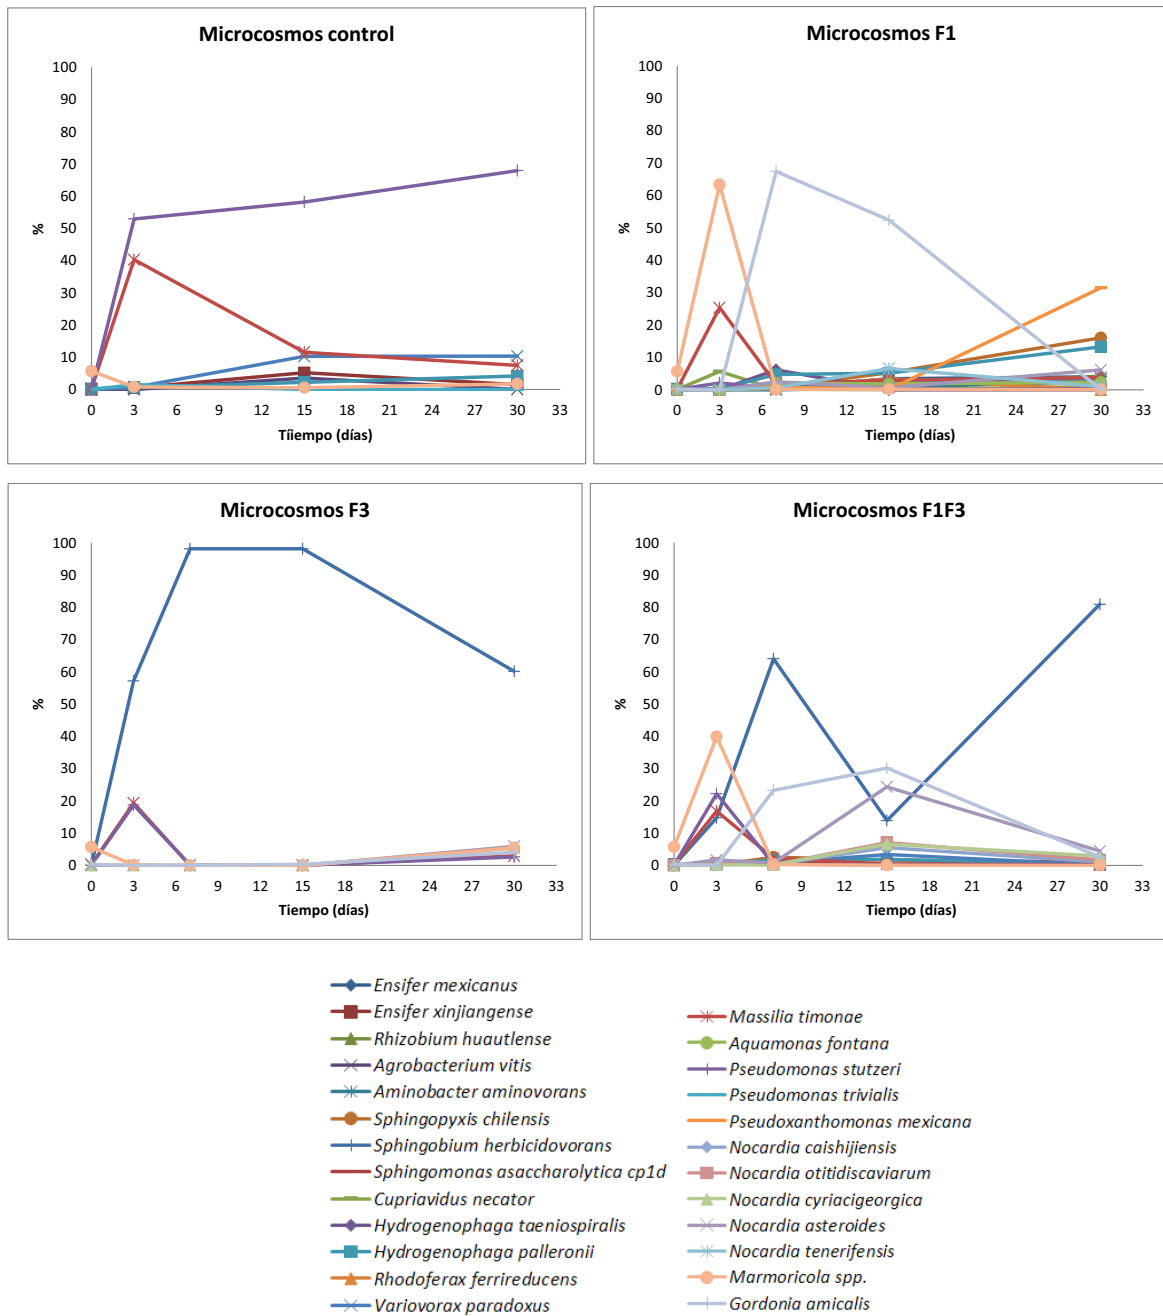 Microcosmos control
100
90
80
70
60
50
40
30
20
10
0
%
0 3 6 9 12 15 18 21 24 27 30 33
Tíiempo (días)
Microcosmos F1
100
90
80
70
60
50
40
30
20
10
0
%
0 3 6 9 12 15 18 21 24 27 30 33
Tiempo (días)
Microcosmos F3
100
90
80
70
60
50
40
30
20
10
0
%
0 3 6 9 12 15 18 21 24 27 30 33
Tiempo (días)
Microcosmos F1F3
100
90
80
70
60
50
40
30
20
10
0
%
0 3 6 9 12 15 18 21 24 27 30 33
Tiempo (días)
Ensifer mexicanus
Ensifer xinjiangense
Rhizobium huautlense
Agrobacterium vitis
Aminobacter aminovorans
Sphingopyxis chilensis
Sphingobium herbicidovorans
Sphingomonas asaccharolytica cp1d
Cupriavidus necator
Hydrogenophaga taeniospiralis
Hydrogenophaga palleronii
Rhodoferax ferrireducens
Variovorax paradoxus
Massilia timonae
Aquamonas fontana
Pseudomonas stutzeri
Pseudomonas trivialis
Pseudoxanthomonas mexicana
Nocardia caishijiensis
Nocardia otitidiscaviarum
Nocardia cyriacigeorgica
Nocardia asteroides
Nocardia tenerifensis
Marmoricola spp.
Gordonia amicalis